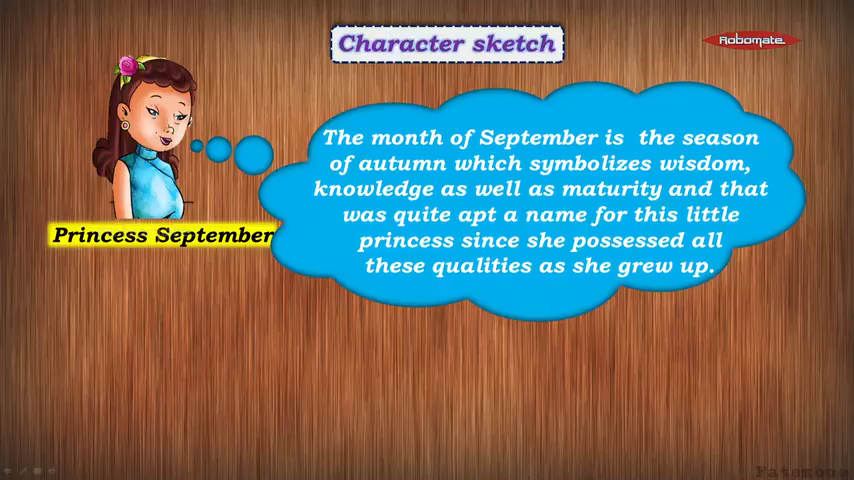 Character sketch
Robomate
The month of September is the season
of autumn which symbolizes wisdom,
knowledge as well as maturity and that
was quite apt a name for this little
princess since she possessed all
these qualities as she grew up.
Princess September